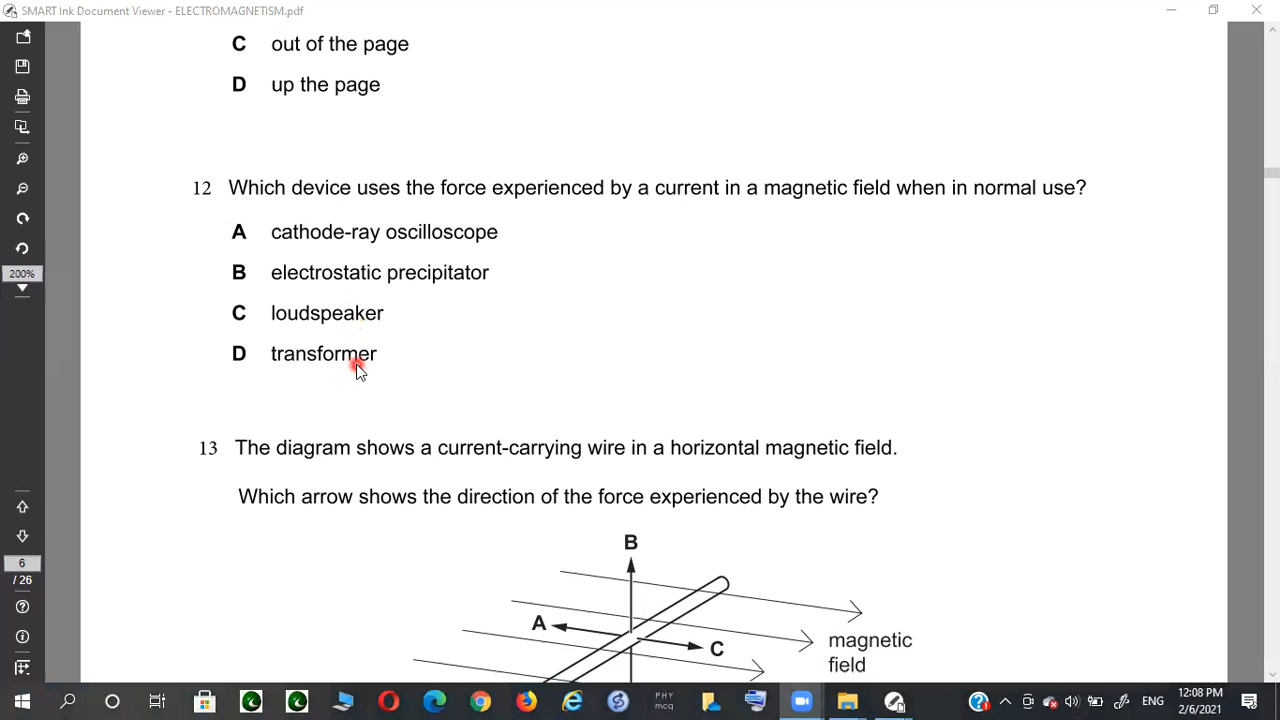 SMART Ink Document Viewer - ELECTROMAGNETISM.pdf
C out of the page
D up the page
12 Which device uses the force experienced by a current in a magnetic field when in normal use?
A cathode-ray oscilloscope
B electrostatic precipitator
C loudspeaker
D transformer
200%
13 The diagram shows a current-carrying wire in a horizontal magnetic field.
Which arrow shows the direction of the force experienced by the wire?
B
A
C
magnetic
field
6
/ 26
PHY
mcq
ENG
12:08 PM
2/6/2021